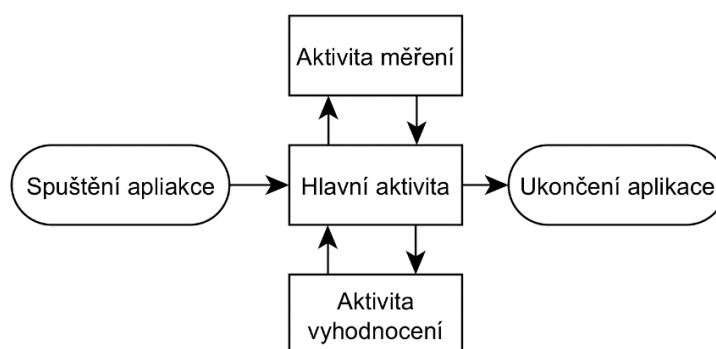 Aktivita měření
Spuštění apliakce
Hlavní aktivita
Ukončení aplikace
Aktivita
vyhodnocení